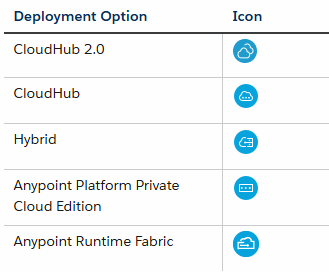 Deployment Option Icon
CloudHub 2.0
CloudHub
Hybrid
Anypoint Platform Private
Cloud Edition
Anypoint Runtime Fabric